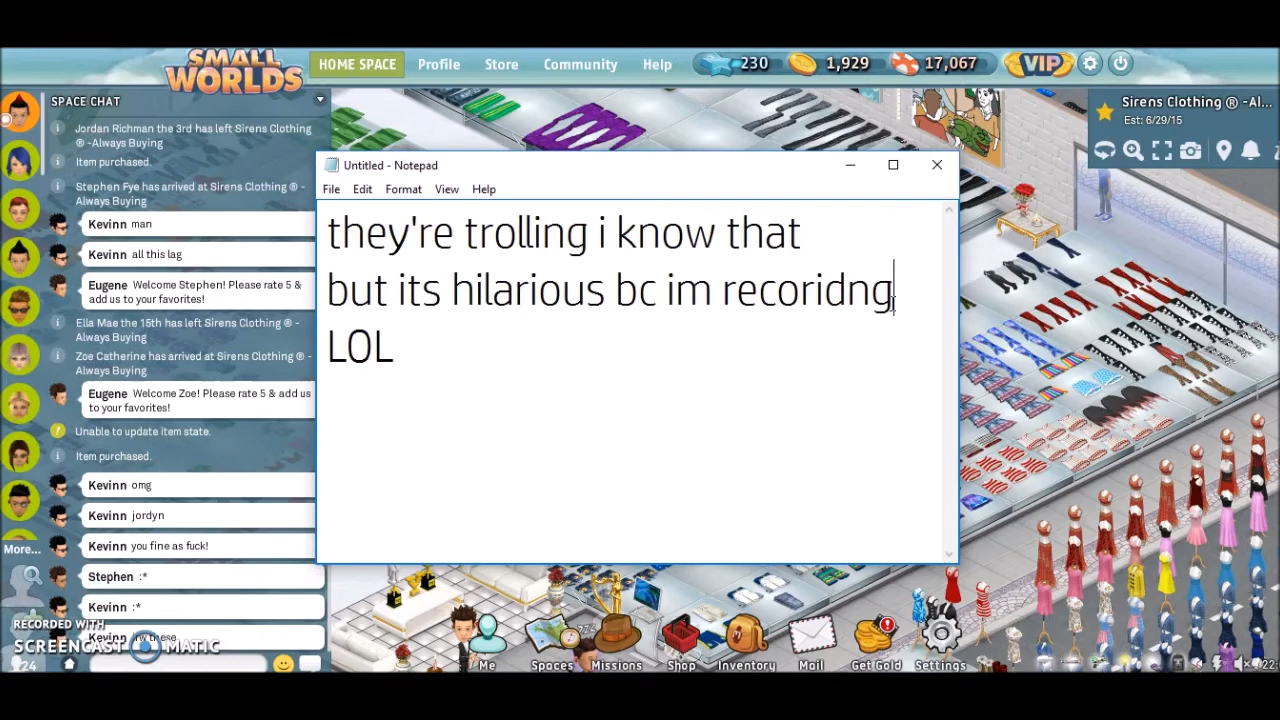 SMALL
WORLDS
HOME SPACE
Profile
Store
Community
Help
230
1,929
17,067
VIP
SPACE CHAT
Jordan Richman the 3rd has left Sirens Clothing
® -Always Buying
Item purchased.
Stephen Fye has arrived at Sirens Clothing ® -
Always Buying
Kevinn man
Kevinn all this lag
Eugene Welcome Stephen! Please rate 5 &
add us to your favorites!
Ella Mae the 15th has left Sirens Clothing ® -
Always Buying
Zoe Catherine has arrived at Sirens Clothing ® -
Always Buying
Eugene Welcome Zoe! Please rate 5 & add us
to your favorites!
Unable to update item state.
Item purchased.
Kevinn omg
Kevinn jordyn
Kevinn you fine as fuck!
Stephen :*
Kevinn :*
Kevinn these
More...
24
RECORDED WITH
SCREENCAST MATIC
Untitled - Notepad
File Edit Format View Help
they're trolling i know that
but its hilarious bc im recoridng
LOL
Sirens Clothing ® -Al...
Est: 6/29/15
Me
Spaces
Missions
Shop
Inventory
Mail
Get Gold
Settings